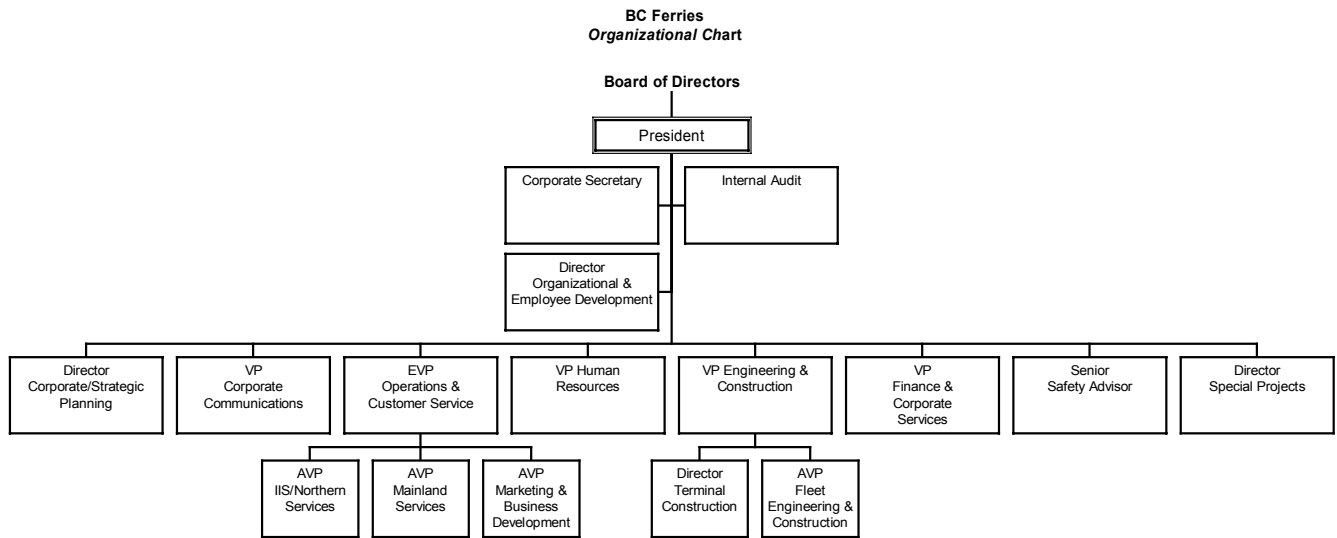 BC Ferries
Organizational Chart
Board of Directors
President
Corporate Secretary
Internal Audit
Director
Organizational &
Employee Development
Director
Corporate/Strategic
Planning
VP
Corporate
Communications
EVP
Operations &
Customer Service
VP Human
Resources
VP Engineering &
Construction
VP
Finance &
Corporate
Services
Senior
Safety Advisor
Director
Special Projects
AVP
IIS/Northern
Services
AVP
Mainland
Services
AVP
Marketing &
Business
Development
Director
Terminal
Construction
AVP
Fleet
Engineering &
Construction